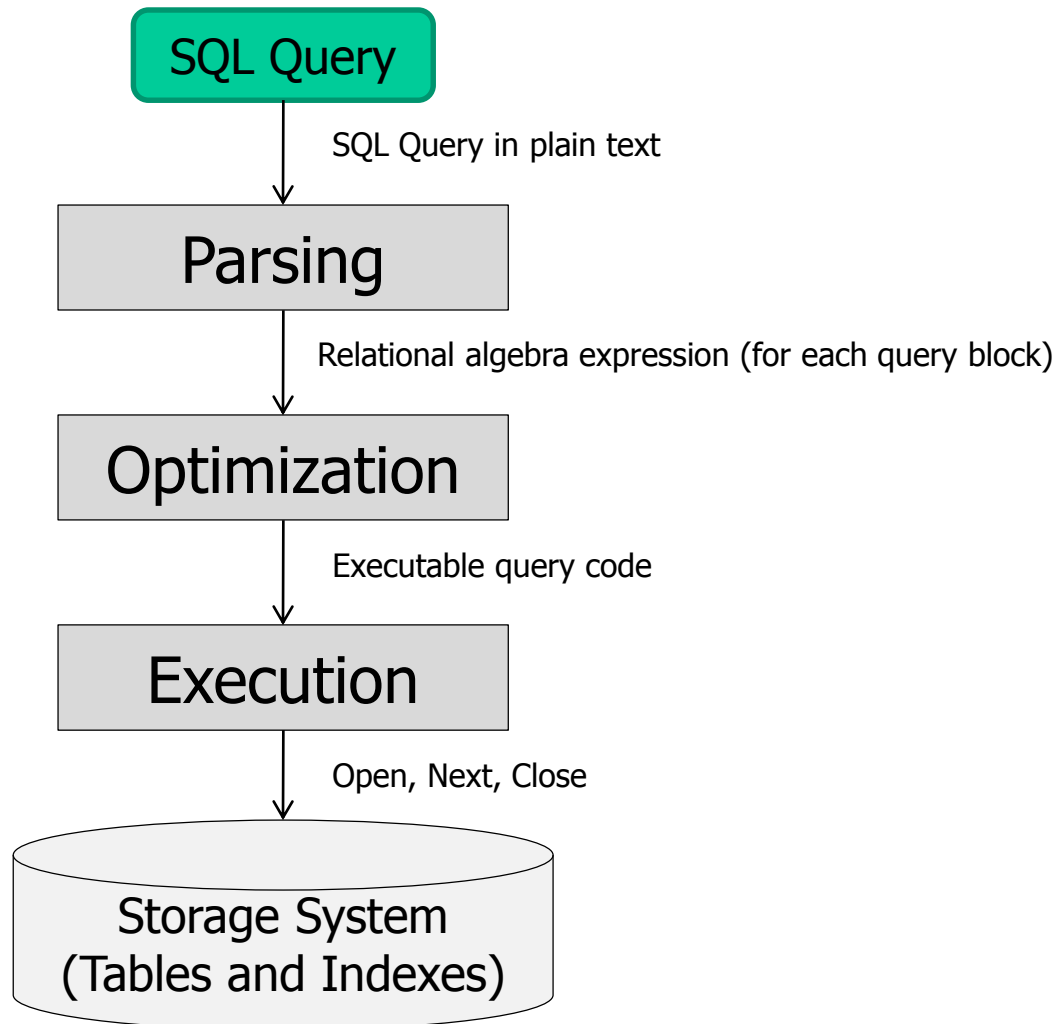 SQL Query
SQL Query in plain text
Parsing
Relational algebra expression (for each query block)
Optimization
Executable query code
Execution
Open, Next, Close
Storage System
(Tables and Indexes)